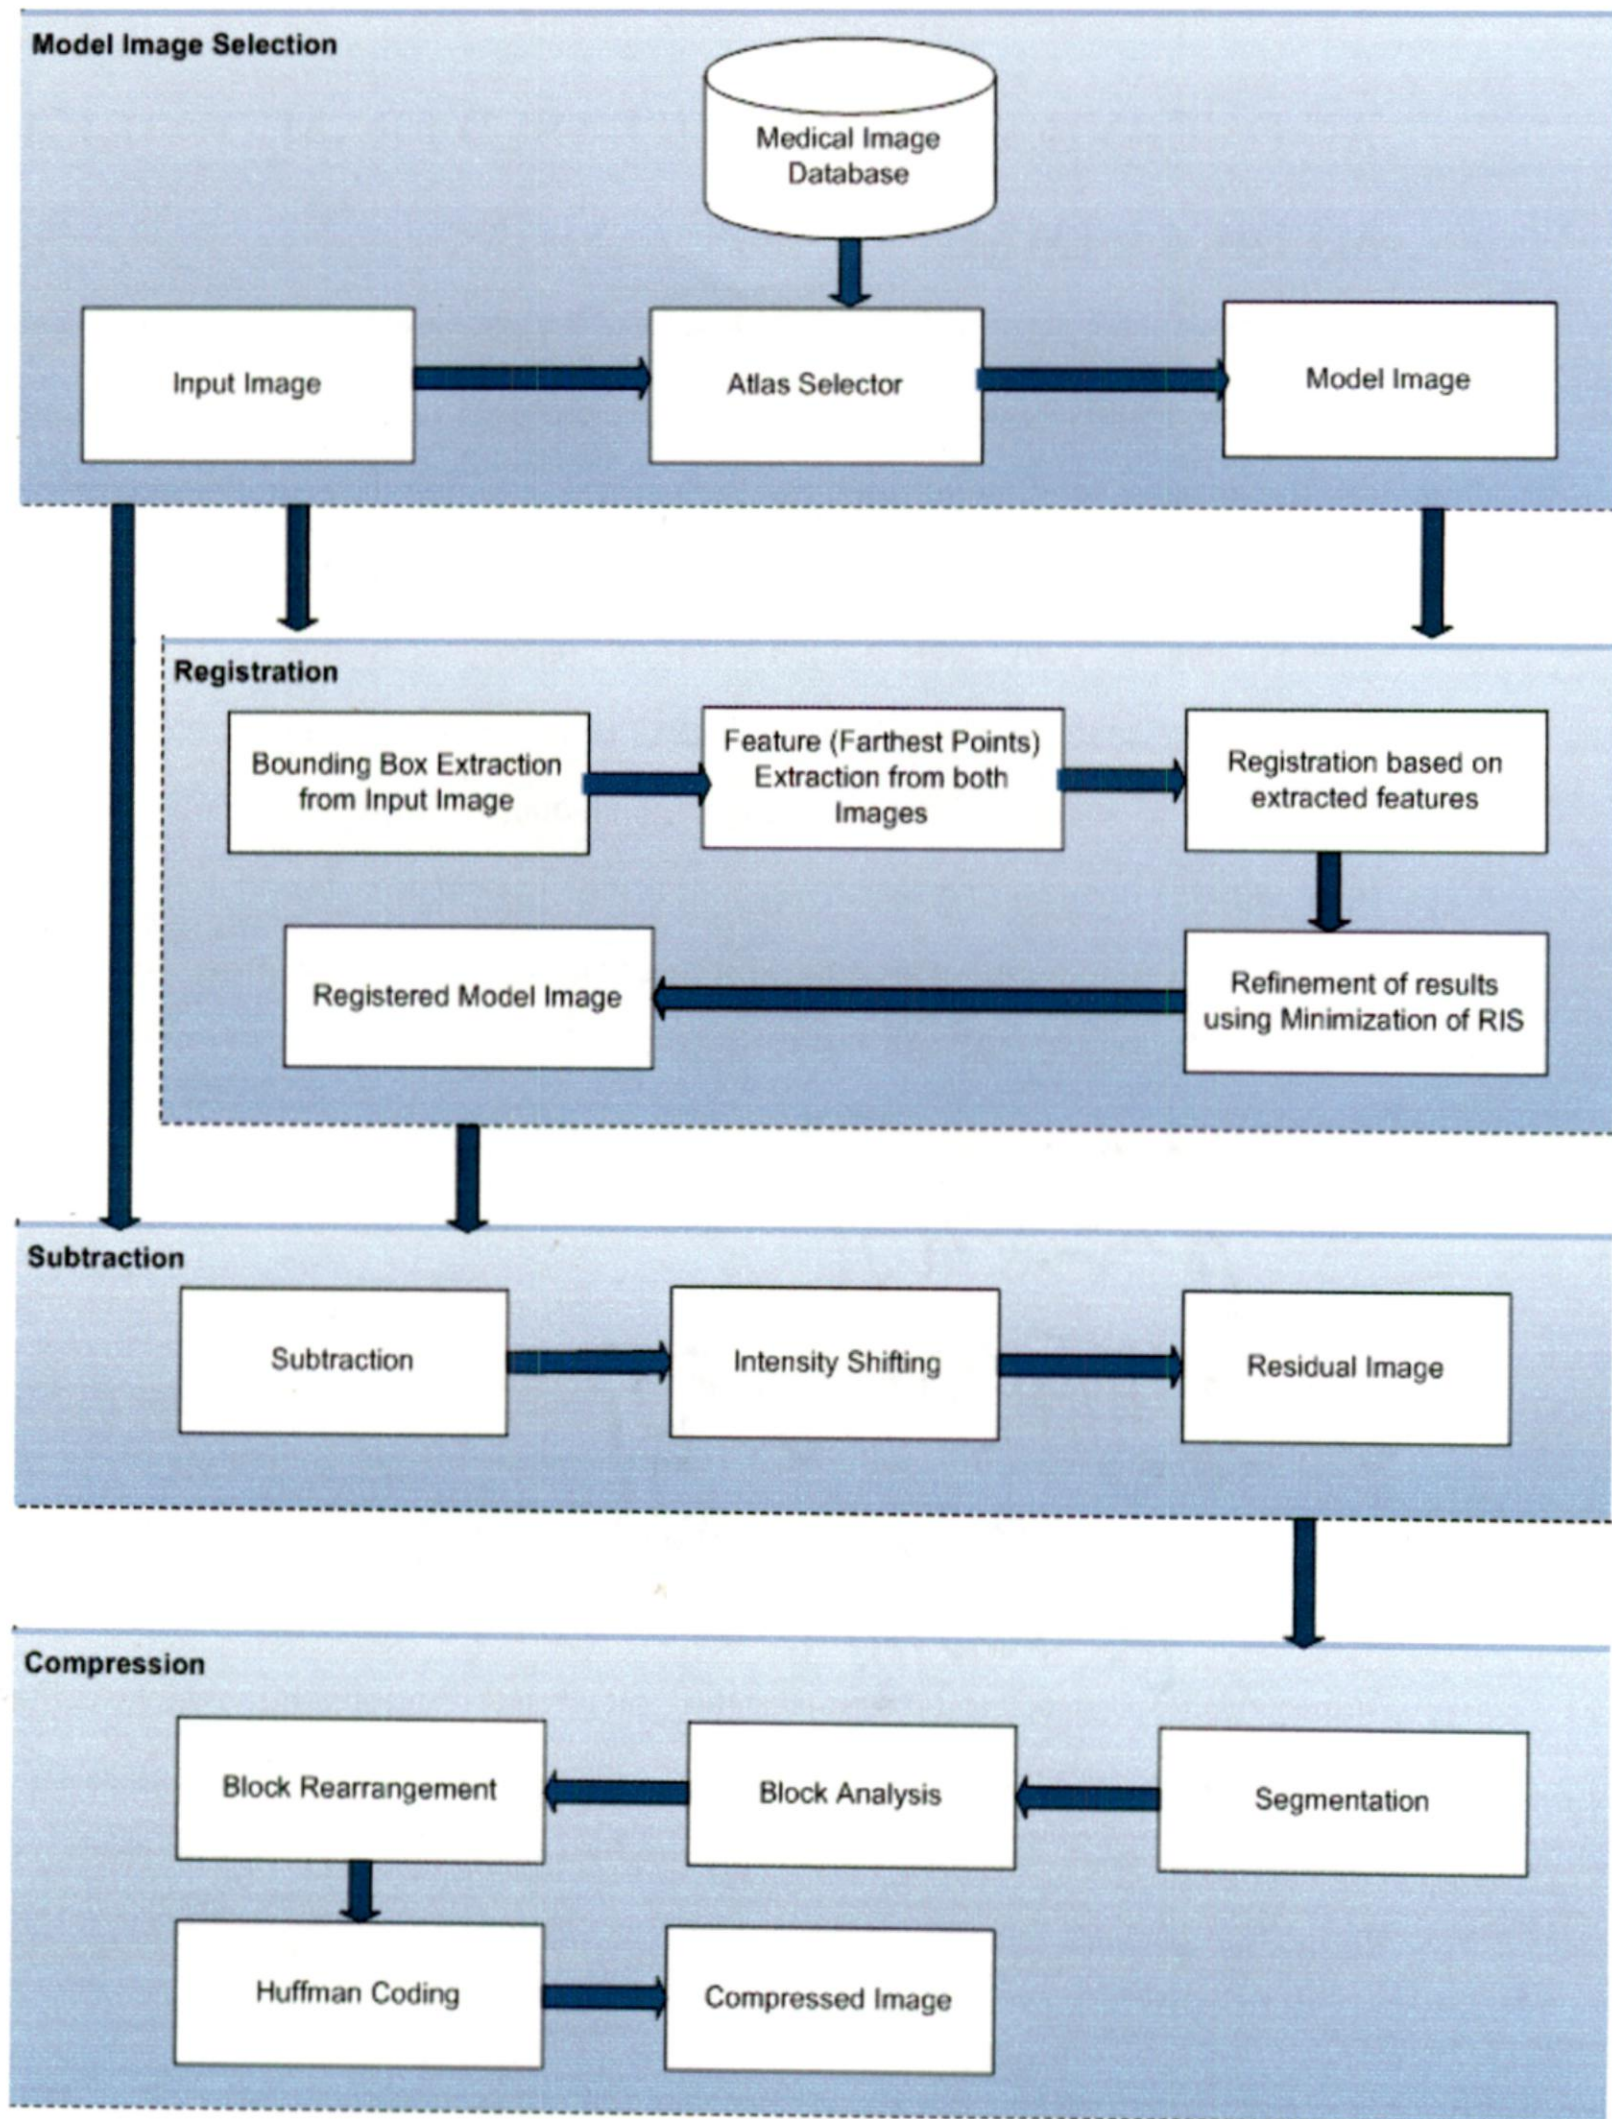 Model Image Selection
Medical Image
Database
Input Image
Atlas Selector
Model Image
Registration
Bounding Box Extraction
from Input Image
Feature (Farthest Points)
Extraction from both
Images
Registration based on
extracted features
Registered Model Image
Refinement of results
using Minimization of RIS
Subtraction
Subtraction
Intensity Shifting
Residual Image
Compression
Block Rearrangement
Block Analysis
Segmentation
Huffman Coding
Compressed Image